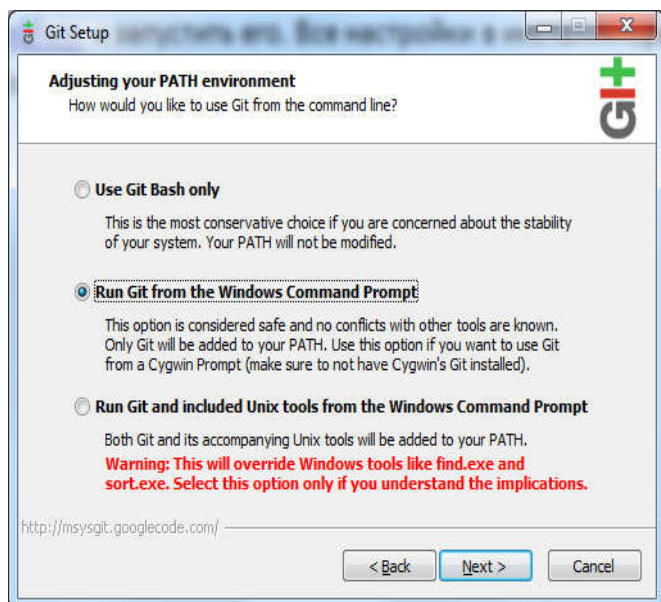 Git Setup
запустить его. Все настройки в
Adjusting your PATH environment
How would you like to use Git from the command line?
GIT
Use Git Bash only
This is the most conservative choice if you are concerned about the stability
of your system. Your PATH will not be modified.
Run Git from the Windows Command Prompt
This option is considered safe and no conflicts with other tools are known.
Only Git will be added to your PATH. Use this option if you want to use Git
from a Cygwin Prompt (make sure to not have Cygwin's Git installed).
Run Git and included Unix tools from the Windows Command Prompt
Both Git and its accompanying Unix tools will be added to your PATH.
Warning: This will override Windows tools like find.exe and
sort.exe. Select this option only if you understand the implications.
http://msysgit.googlecode.com/
< Back
Next >
Cancel